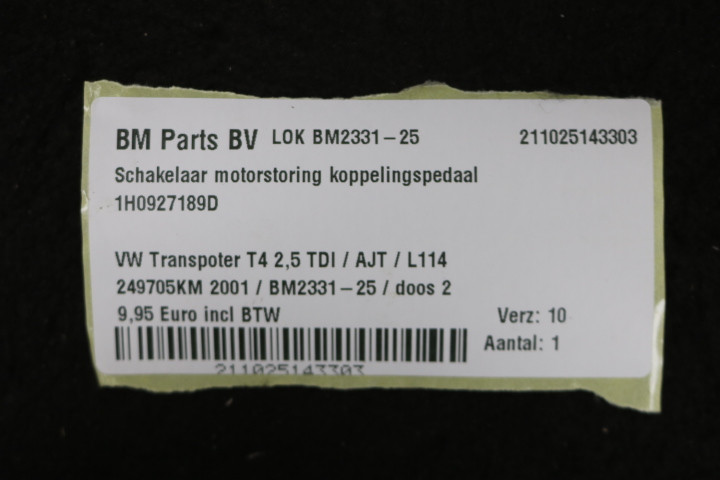 BM Parts BV LOK BM2331-25 211025143303
Schakelaar motorstoring koppelingspedaal
1H0927189D
VW Transpoter T4 2,5 TDI / AJT / L114
249705KM 2001 / BM2331-25 / doos 2
9,95 Euro incl BTW Verz: 10
Aantal: 1
211025143303